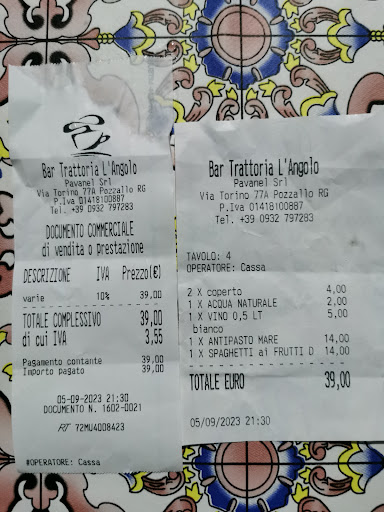 Bar Trattoria L'Angolo
Pavanel Srl
Via Torino 77A Pozzallo RG
P.Iva 01418100887
Tel. +39 0932 797283
DOCUMENTO COMMERCIALE
di vendita o prestazione
DESCRIZIONE IVA Prezzo(€)
varie 10% 39,00
TOTALE COMPLESSIVO 39,00
di cui IVA 3,55
Pagamento contante 39,00
Importo pagato 39,00
05-09-2023 21:30
DOCUMENTO N. 1602-0021
RT 72MU4008423
#OPERATORE: Cassa
Bar Trattoria L'Angolo
Pavanel Srl
Via Torino 77A Pozzallo RG
P.Iva 01418100887
Tel. +39 0932 797283
TAVOLO: 4
OPERATORE: Cassa
2 X coperto 4,00
1 X ACQUA NATURALE 2,00
1 X VINO 0,5 LT 5,00
bianco
1 X ANTIPASTO MARE 14,00
1 X SPAGHETTI ai FRUTTI D 14,00
TOTALE EURO 39,00
05/09/2023 21:30